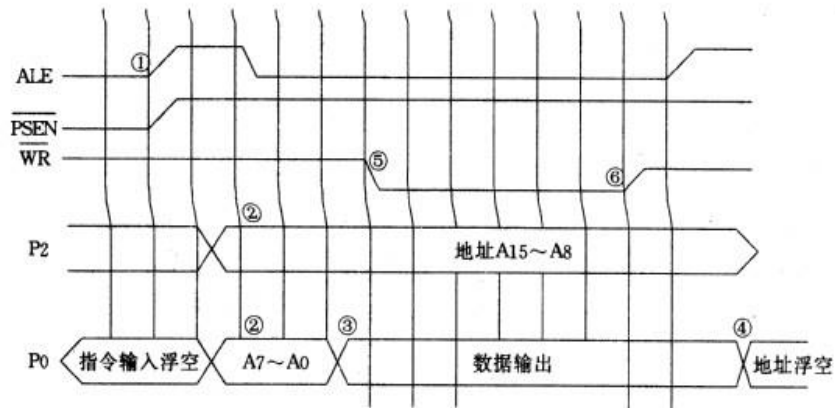 ①
ALE
PSEN
WR
⑤
⑥
②
P2
地址A15～A8
②
③
④
P0
指令输入浮空
A7～A0
数据输出
地址浮空